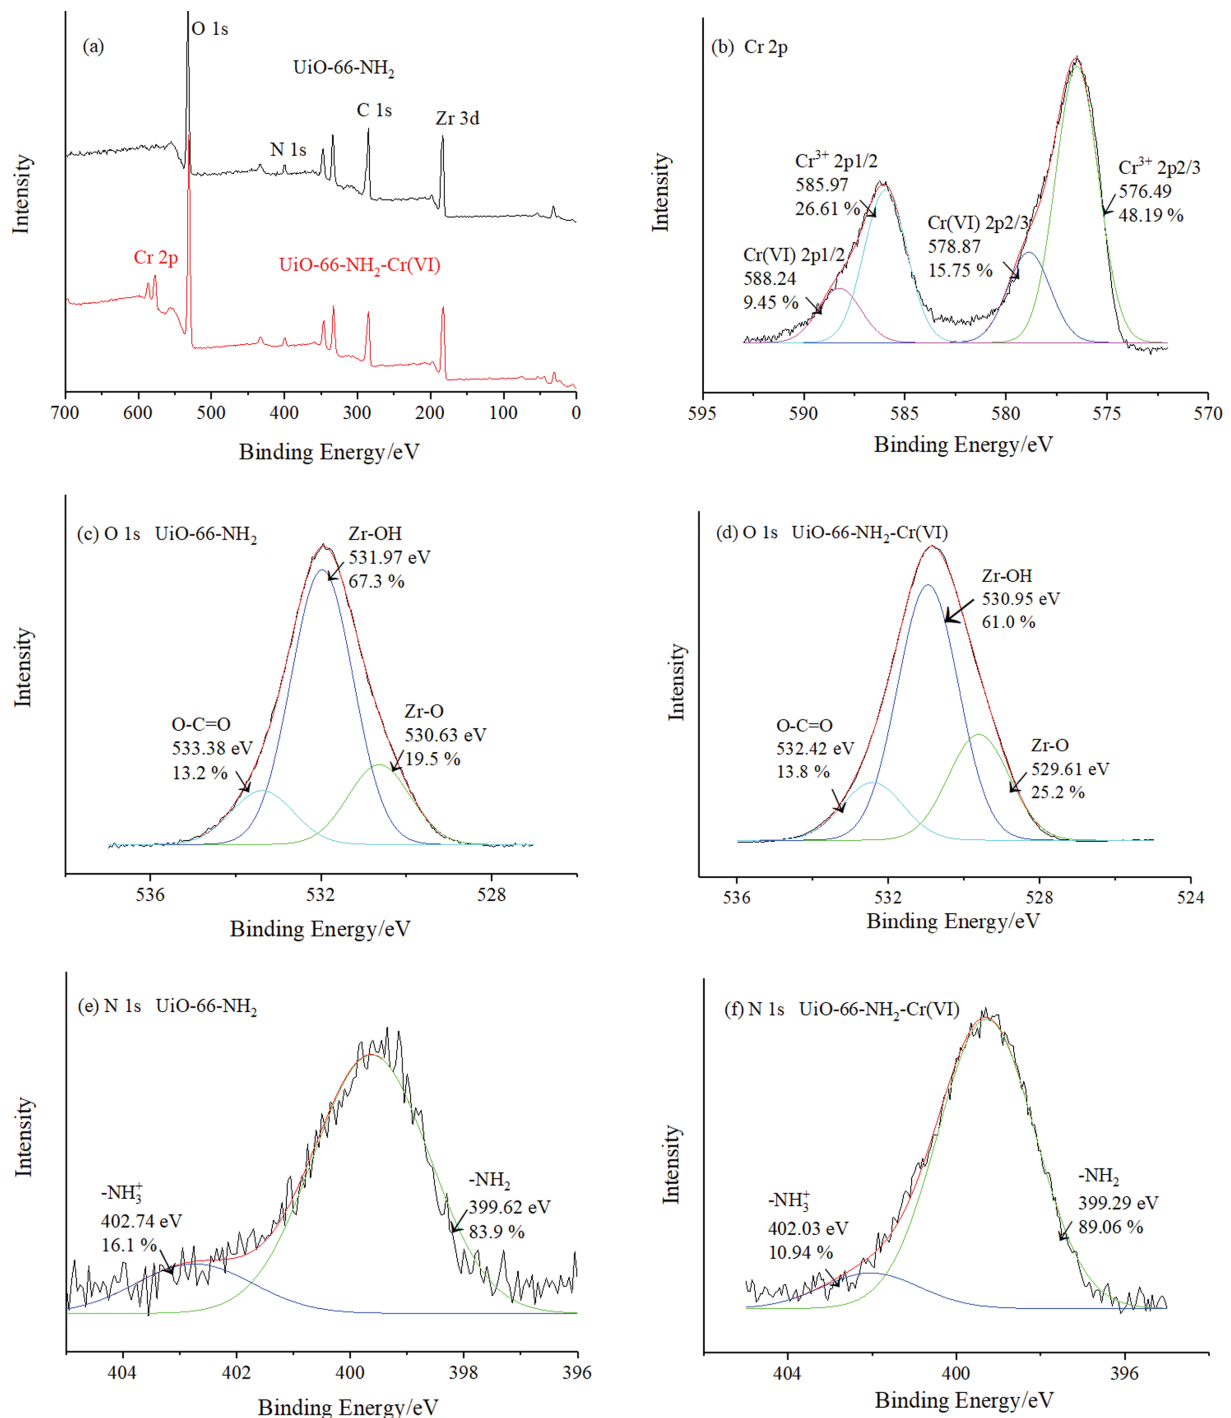 (a)
O 1s
UiO-66-NH₂
C 1s
Zr 3d
N 1s
Cr 2p
UiO-66-NH₂-Cr(VI)
Intensity
700 600 500 400 300 200 100 0
Binding Energy/eV
(b) Cr 2p
Cr³⁺ 2p1/2
585.97
26.61 %
Cr³⁺ 2p2/3
576.49
48.19 %
Cr(VI) 2p2/3
578.87
15.75 %
Cr(VI) 2p1/2
588.24
9.45 %
Intensity
595 590 585 580 575 570
Binding Energy/eV
(c) O 1s UiO-66-NH₂
Zr-OH
531.97 eV
67.3 %
O-C=O
533.38 eV
13.2 %
Zr-O
530.63 eV
19.5 %
Intensity
536 532 528
Binding Energy/eV
(d) O 1s UiO-66-NH₂-Cr(VI)
Zr-OH
530.95 eV
61.0 %
O-C=O
532.42 eV
13.8 %
Zr-O
529.61 eV
25.2 %
Intensity
536 532 528 524
Binding Energy/eV
(e) N 1s UiO-66-NH₂
-NH₃⁺
402.74 eV
16.1 %
-NH₂
399.62 eV
83.9 %
Intensity
404 402 400 398 396
Binding Energy/eV
(f) N 1s UiO-66-NH₂-Cr(VI)
-NH₃⁺
402.03 eV
10.94 %
-NH₂
399.29 eV
89.06 %
Intensity
404 400 396
Binding Energy/eV